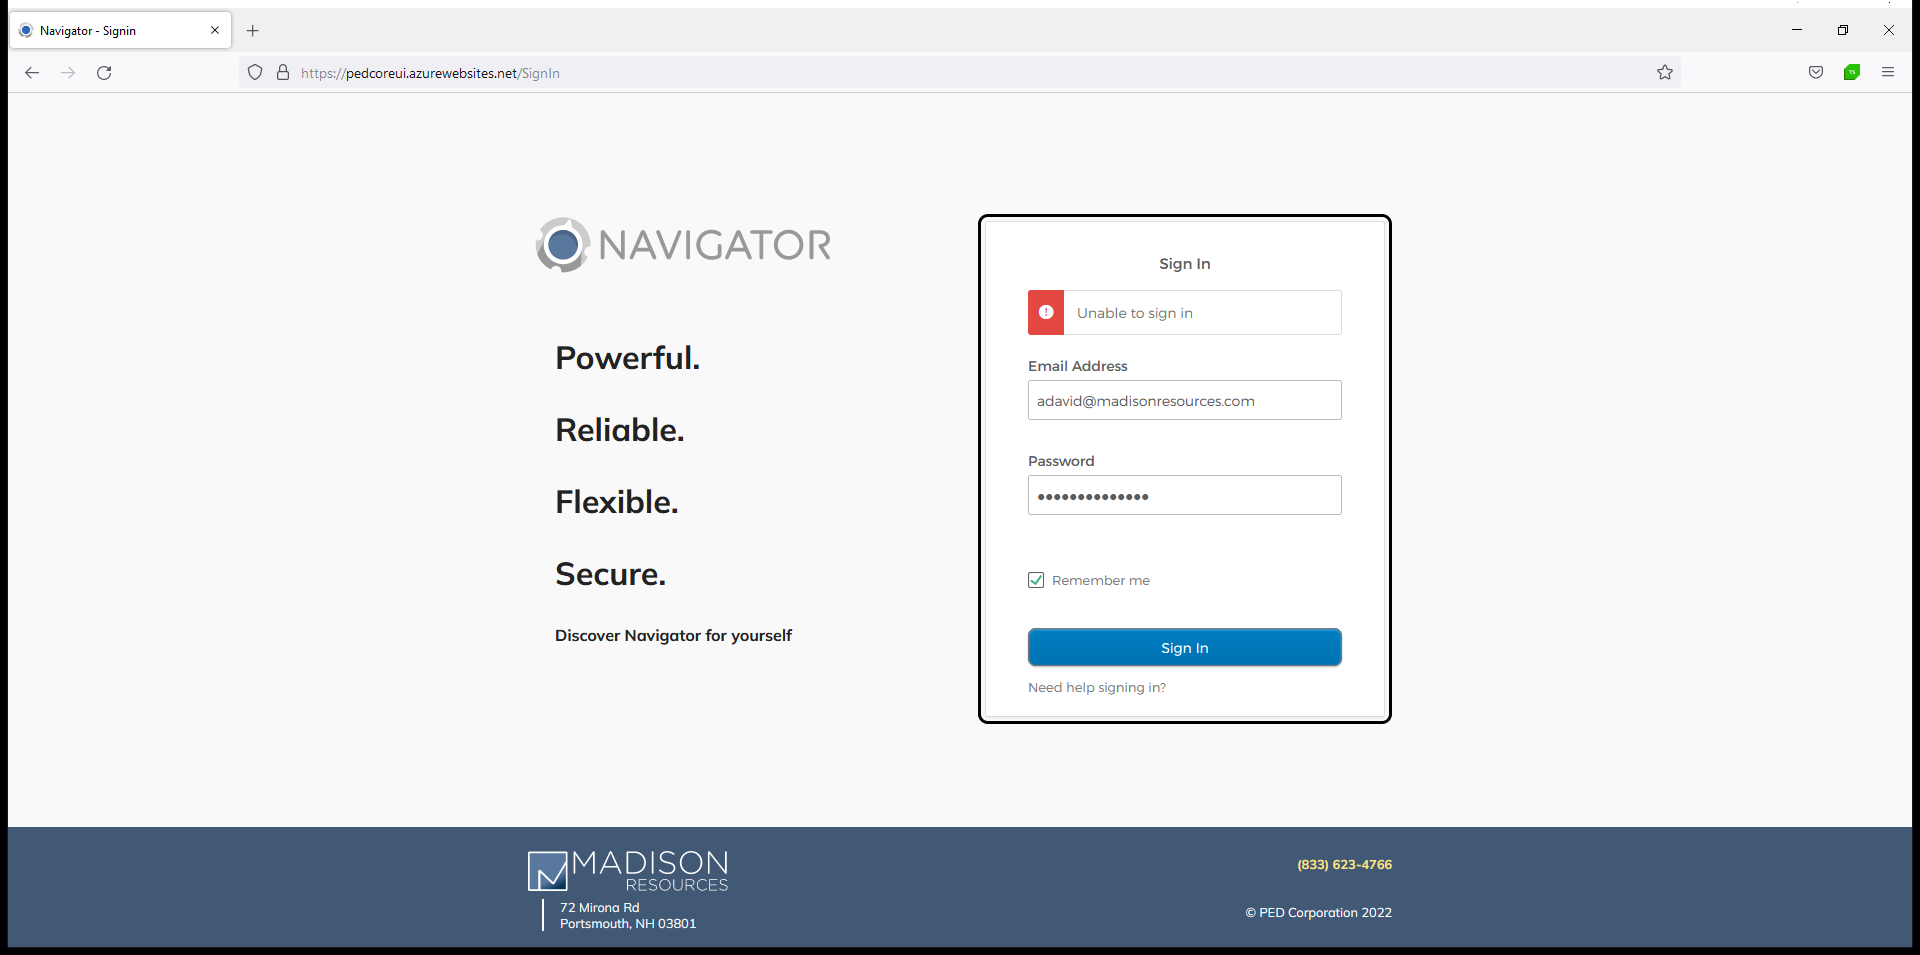 Navigator - Signin
https://pedcoreui.azurewebsites.net/SignIn
TS
NAVIGATOR
Powerful.
Reliable.
Flexible.
Secure.
Discover Navigator for yourself
Sign In
Unable to sign in
Email Address
adavid@madisonresources.com
Password
Remember me
Sign In
Need help signing in?
MADISON
RESOURCES
72 Mirona Rd
Portsmouth, NH 03801
(833) 623-4766
© PED Corporation 2022